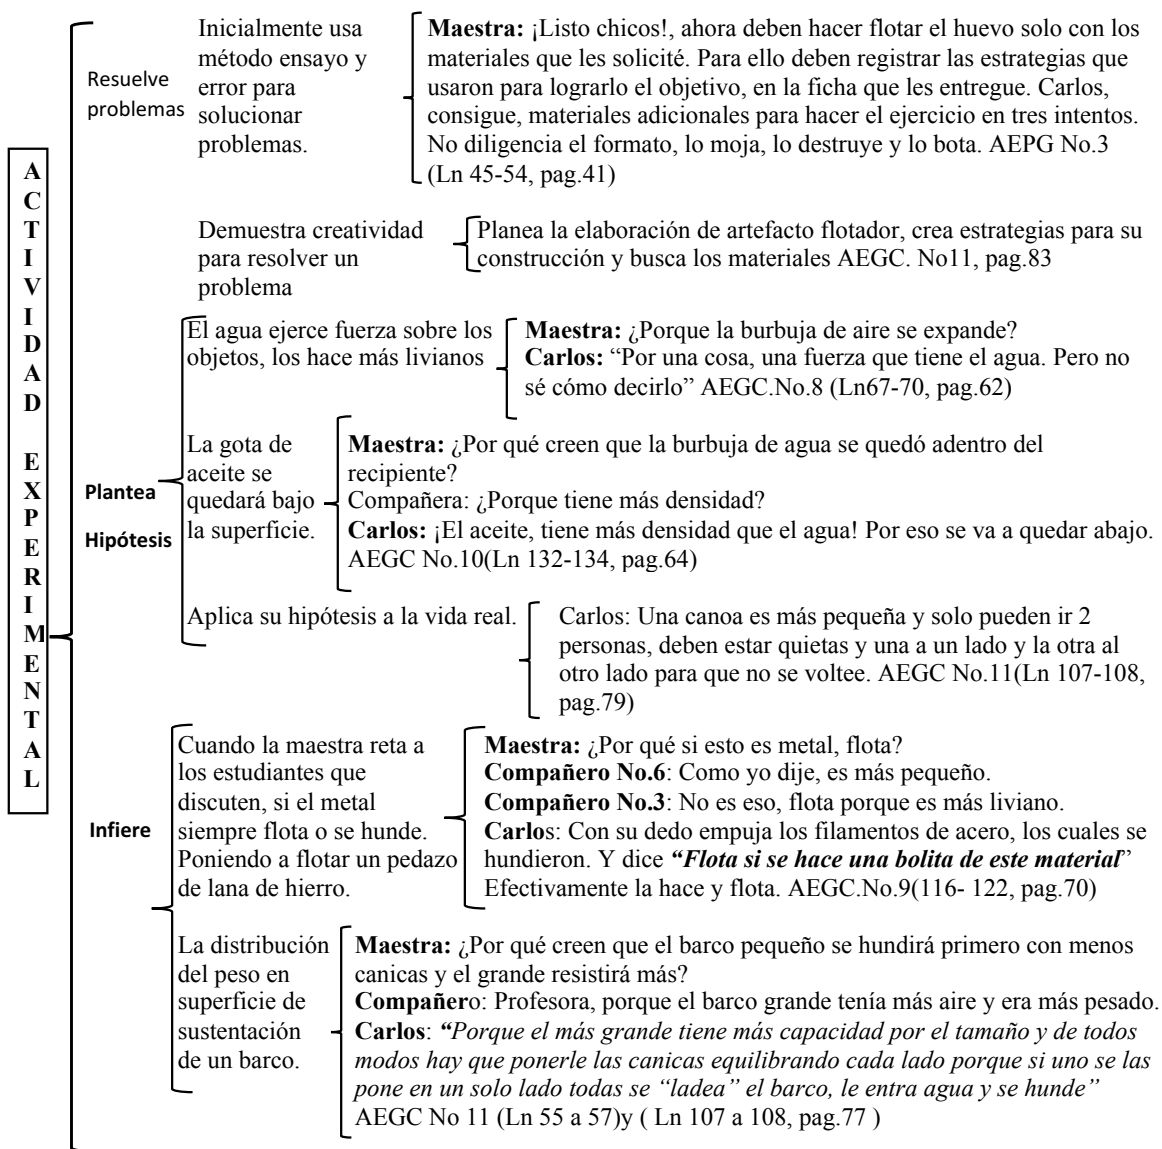 ACTIVIDAD EXPERIMENTAL
Resuelve
problemas
Inicialmente usa
método ensayo y
error para
solucionar
problemas.
Maestra: ¡Listo chicos!, ahora deben hacer flotar el huevo solo con los
materiales que les solicité. Para ello deben registrar las estrategias que
usaron para lograrlo el objetivo, en la ficha que les entregue. Carlos,
consigue, materiales adicionales para hacer el ejercicio en tres intentos.
No diligencia el formato, lo moja, lo destruye y lo bota. AEPG No.3
(Ln 45-54, pag.41)
Demuestra creatividad
para resolver un
problema
Planea la elaboración de artefacto flotador, crea estrategias para su
construcción y busca los materiales AEGC. No11, pag.83
Plantea
Hipótesis
El agua ejerce fuerza sobre los
objetos, los hace más livianos
Maestra: ¿Porque la burbuja de aire se expande?
Carlos: “Por una cosa, una fuerza que tiene el agua. Pero no
sé cómo decirlo” AEGC.No.8 (Ln67-70, pag.62)
La gota de
aceite se
quedará bajo
la superficie.
Maestra: ¿Por qué creen que la burbuja de agua se quedó adentro del
recipiente?
Compañera: ¿Porque tiene más densidad?
Carlos: ¡El aceite, tiene más densidad que el agua! Por eso se va a quedar abajo.
AEGC No.10(Ln 132-134, pag.64)
Aplica su hipótesis a la vida real.
Carlos: Una canoa es más pequeña y solo pueden ir 2
personas, deben estar quietas y una a un lado y la otra al
otro lado para que no se voltee. AEGC No.11(Ln 107-108,
pag.79)
Infiere
Cuando la maestra reta a
los estudiantes que
discuten, si el metal
siempre flota o se hunde.
Poniendo a flotar un pedazo
de lana de hierro.
Maestra: ¿Por qué si esto es metal, flota?
Compañero No.6: Como yo dije, es más pequeño.
Compañero No.3: No es eso, flota porque es más liviano.
Carlos: Con su dedo empuja los filamentos de acero, los cuales se
hundieron. Y dice “Flota si se hace una bolita de este material”
Efectivamente la hace y flota. AEGC.No.9(116- 122, pag.70)
La distribución
del peso en
superficie de
sustentación
de un barco.
Maestra: ¿Por qué creen que el barco pequeño se hundirá primero con menos
canicas y el grande resistirá más?
Compañero: Profesora, porque el barco grande tenía más aire y era más pesado.
Carlos: “Porque el más grande tiene más capacidad por el tamaño y de todos
modos hay que ponerle las canicas equilibrando cada lado porque si uno se las
pone en un solo lado todas se “ladea” el barco, le entra agua y se hunde”
AEGC No 11 (Ln 55 a 57)y ( Ln 107 a 108, pag.77 )